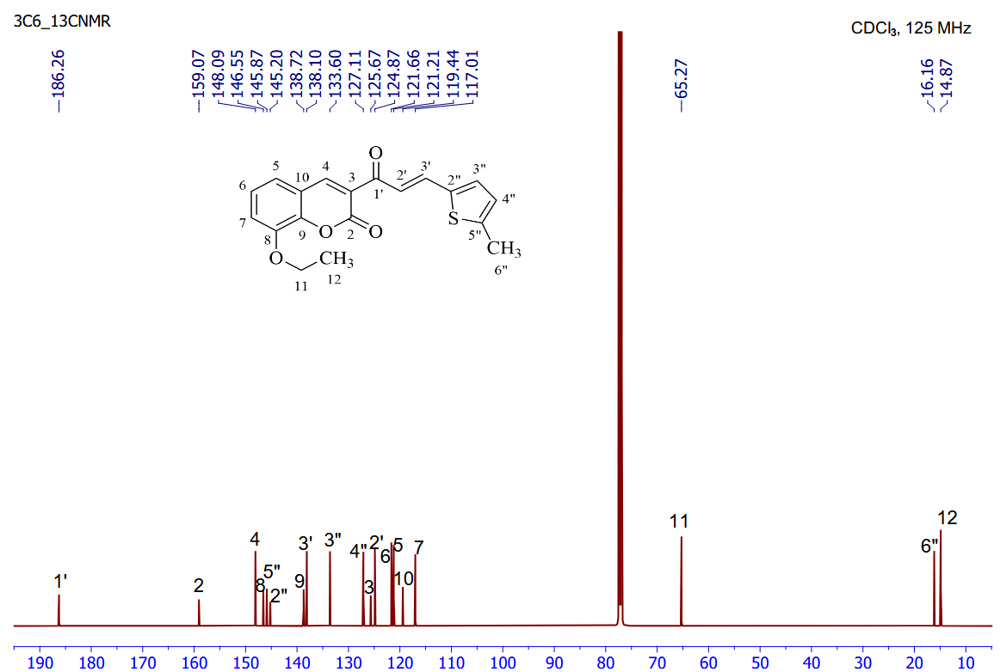 3C6_13CNMR
CDCl3, 125 MHz
186.26
159.07
148.09
146.55
145.87
145.20
138.72
138.10
133.60
127.11
125.67
124.87
121.66
121.21
119.44
117.01
65.27
16.16
14.87
O
5 4 3'
10 3 2' 3"
6 1' 2"
4"
7 S
9 O 2 O 5"
8
O CH3 CH3
12 6"
11
11 12
4 3' 3" 4" 2' 5 7 6"
6
1' 5" 10
2 8 9 3
2"
190 180 170 160 150 140 130 120 110 100 90 80 70 60 50 40 30 20 10